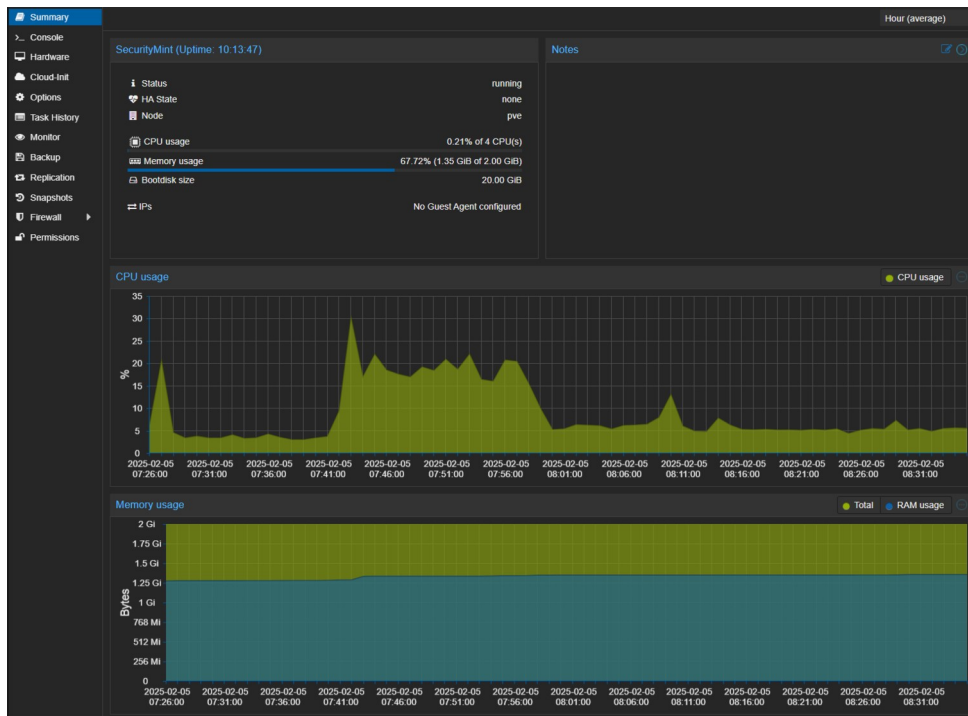 Summary
Hour (average)
>_ Console
Hardware
Cloud-Init
Options
Task History
Monitor
Backup
Replication
Snapshots
Firewall
Permissions
SecurityMint (Uptime: 10:13:47)
Status running
HA State none
Node pve
CPU usage 0.21% of 4 CPU(s)
Memory usage 67.72% (1.35 GiB of 2.00 GiB)
Bootdisk size 20.00 GiB
IPs No Guest Agent configured
Notes
CPU usage
CPU usage
35
30
25
20
15
10
5
0
%
2025-02-05 2025-02-05 2025-02-05 2025-02-05 2025-02-05 2025-02-05 2025-02-05 2025-02-05 2025-02-05 2025-02-05 2025-02-05 2025-02-05 2025-02-05 2025-02-05
07:26:00 07:31:00 07:36:00 07:41:00 07:46:00 07:51:00 07:56:00 08:01:00 08:06:00 08:11:00 08:16:00 08:21:00 08:26:00 08:31:00
Memory usage
Total RAM usage
2 Gi
1.75 Gi
1.5 Gi
1.25 Gi
1 Gi
768 Mi
512 Mi
256 Mi
0
Bytes
2025-02-05 2025-02-05 2025-02-05 2025-02-05 2025-02-05 2025-02-05 2025-02-05 2025-02-05 2025-02-05 2025-02-05 2025-02-05 2025-02-05 2025-02-05 2025-02-05
07:26:00 07:31:00 07:36:00 07:41:00 07:46:00 07:51:00 07:56:00 08:01:00 08:06:00 08:11:00 08:16:00 08:21:00 08:26:00 08:31:00